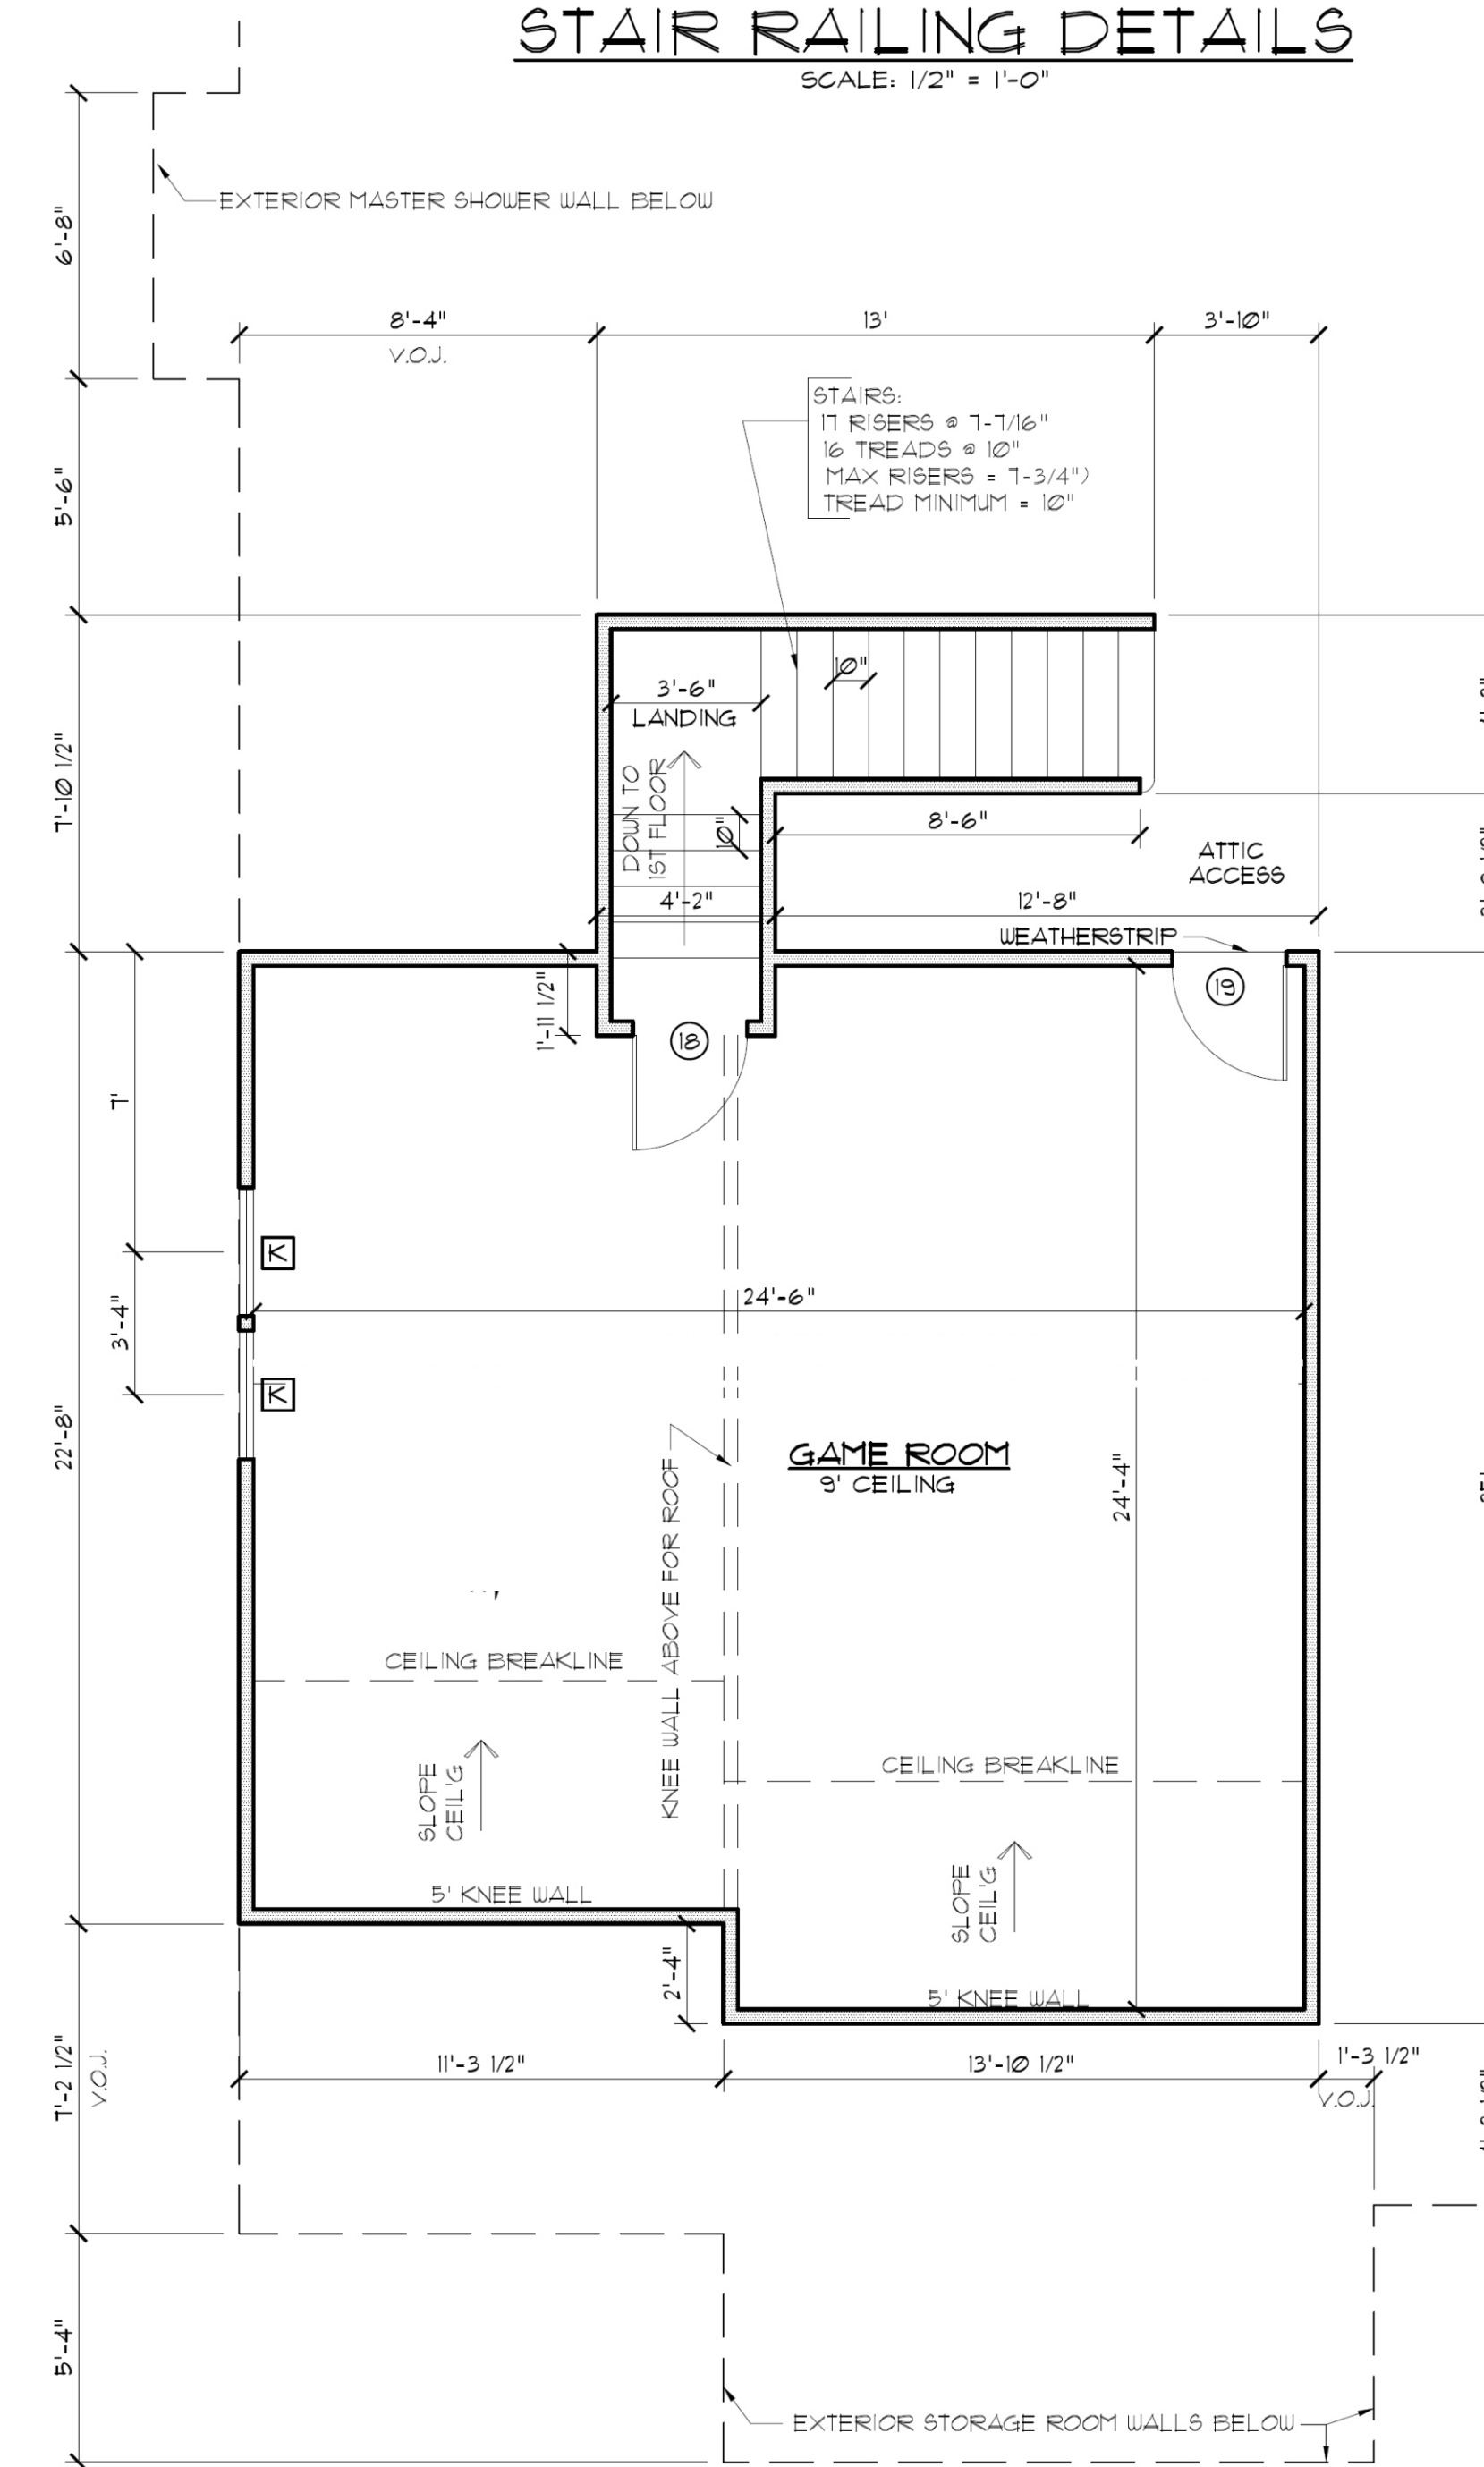 STAIR RAILING DETAILS
SCALE: 1/2" = 1'-0"
EXTERIOR MASTER SHOWER WALL BELOW
6'-8"
8'-4"
V.O.J.
13'
3'-10"
STAIRS:
17 RISERS @ 7-7/16"
16 TREADS @ 10"
MAX RISERS = 7-3/4")
TREAD MINIMUM = 10"
5'-6"
10"
3'-6"
LANDING
7'-10 1/2"
DOWN TO
1ST FLOOR
10"
8'-6"
ATTIC
ACCESS
4'-2"
12'-8"
WEATHERSTRIP
1'-11 1/2"
18
19
7'
K
24'-6"
3'-4"
K
22'-8"
GAME ROOM
9' CEILING
24'-4"
KNEE WALL ABOVE FOR ROOF
CEILING BREAKLINE
CEILING BREAKLINE
SLOPE
CEIL'G
SLOPE
CEIL'G
5' KNEE WALL
2'-4"
5' KNEE WALL
7'-2 1/2"
V.O.J.
11'-3 1/2"
13'-10 1/2"
1'-3 1/2"
V.O.J.
5'-4"
EXTERIOR STORAGE ROOM WALLS BELOW